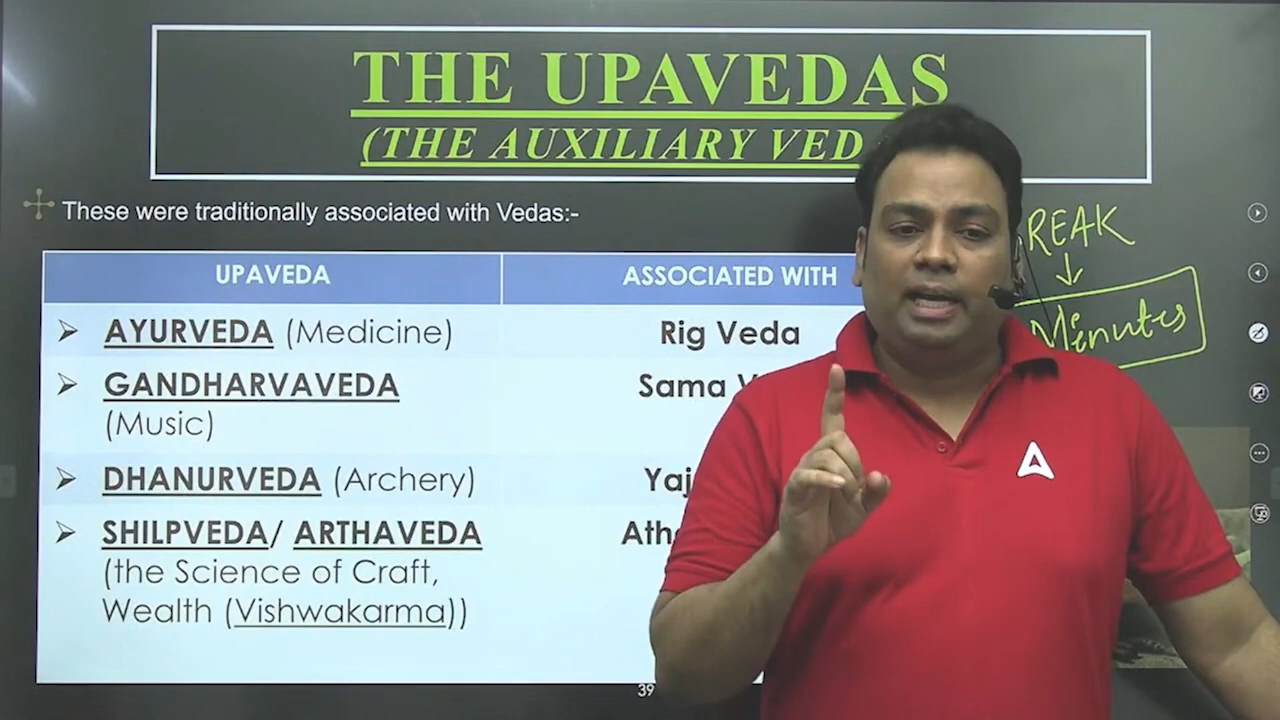 THE UPAVEDAS
(THE AUXILIARY VED
These were traditionally associated with Vedas:-
UPAVEDA ASSOCIATED WITH
AYURVEDA (Medicine) Rig Veda
GANDHARVAVEDA Sama
(Music)
DHANURVEDA (Archery)
SHILPVEDA/ ARTHAVEDA
(the Science of Craft,
Wealth (Vishwakarma))
39
REAK
Minutes